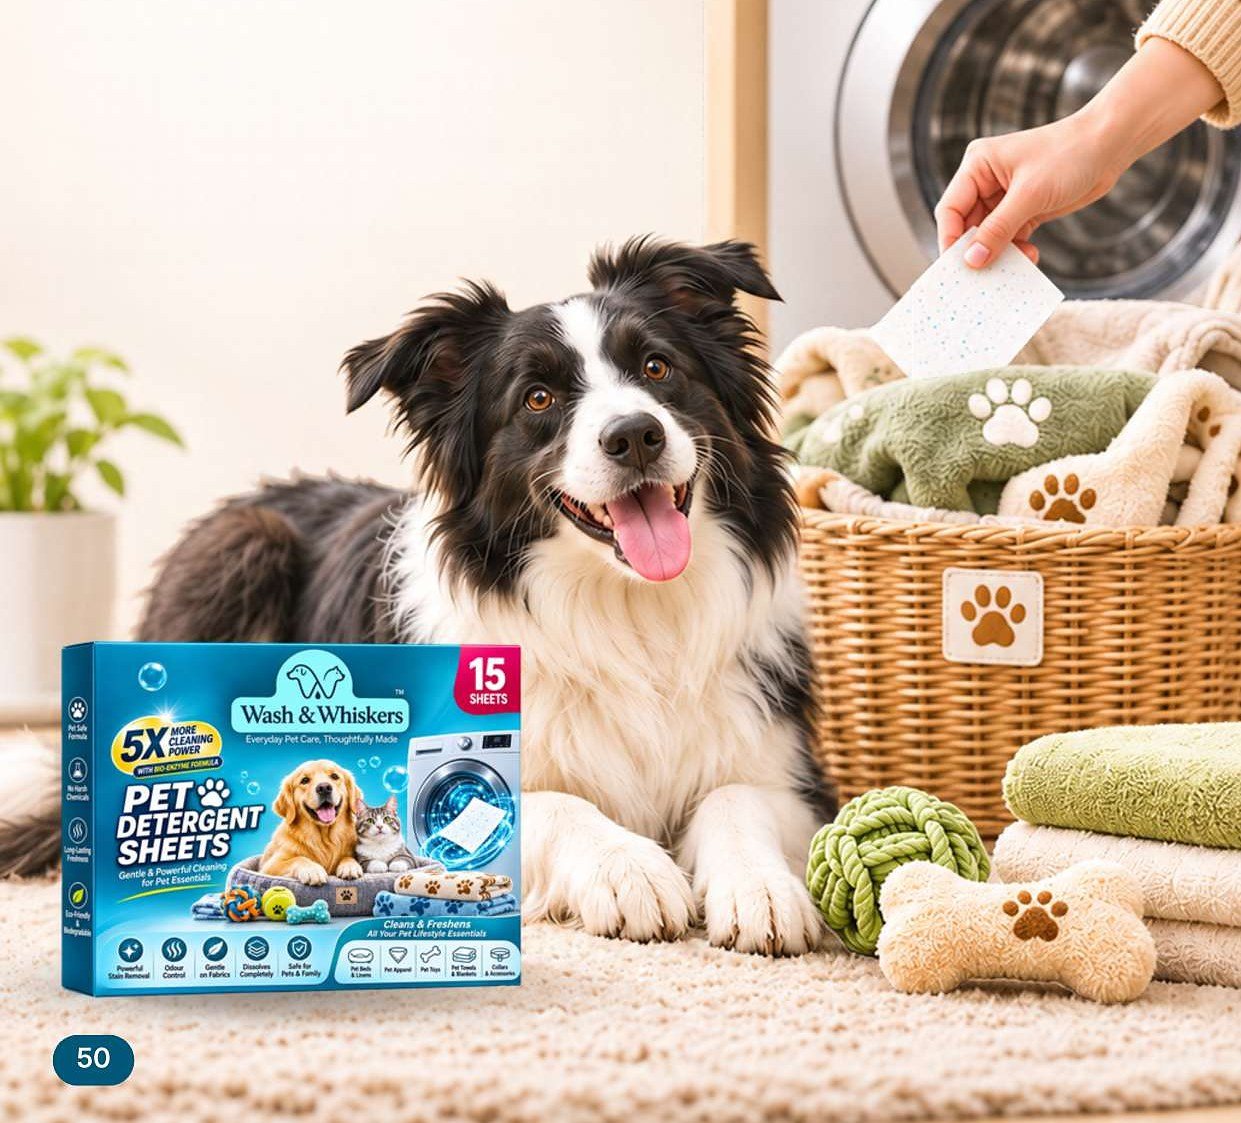 15
SHEETS
Wash & Whiskers
TM
Everyday Pet Care, Thoughtfully Made
5X MORE
CLEANING
POWER
WITH BIO-ENZYME FORMULA
PET
DETERGENT
SHEETS
Gentle & Powerful Cleaning
for Pet Essentials
Pet Safe
Formula
No Harsh
Chemicals
Long-Lasting
Freshness
Eco-Friendly
&
Biodegradable
Cleans & Freshens
All Your Pet Lifestyle Essentials
Powerful
Stain Removal
Odour
Control
Gentle
on Fabrics
Dissolves
Completely
Safe for
Pets & Family
Pet Beds
& Linens
Pet Apparel
Pet Toys
Pet Towels
& Blankets
Collars
& Accessories
50